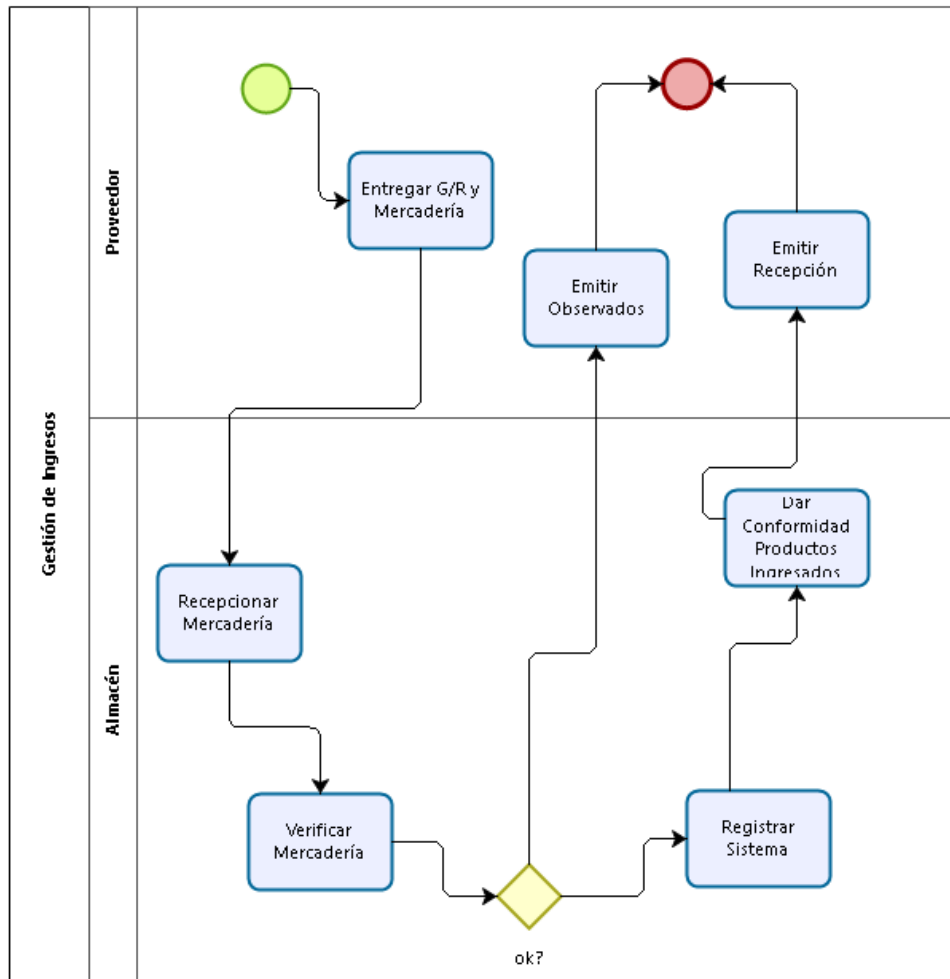 Gestión de Ingresos
Proveedor
Entregar G/R y
Mercadería
Emitir
Observados
Emitir
Recepción
Almacén
Recepcionar
Mercadería
Verificar
Mercadería
ok?
Registrar
Sistema
Dar
Conformidad
Productos
Ingresados